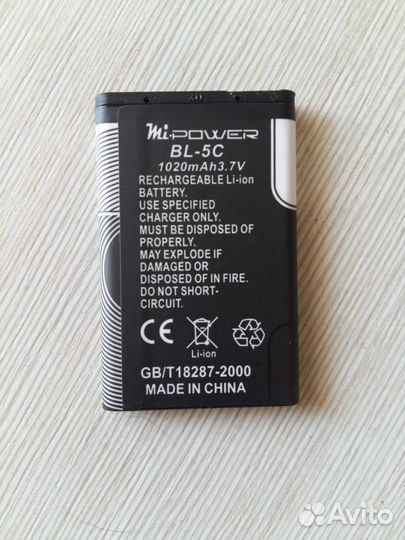 mi-POWER
BL-5C
1020mAh3.7V
RECHARGEABLE Li-ion
BATTERY.
USE SPECIFIED
CHARGER ONLY.
MUST BE DISPOSED
OF PROPERLY.
MAY EXPLODE IF
DAMAGED OR
DISPOSED OF IN FIRE.
DO NOT SHORT-
CIRCUIT.
CE
Li-ion
GB/T18287-2000
MADE IN CHINA
Avito